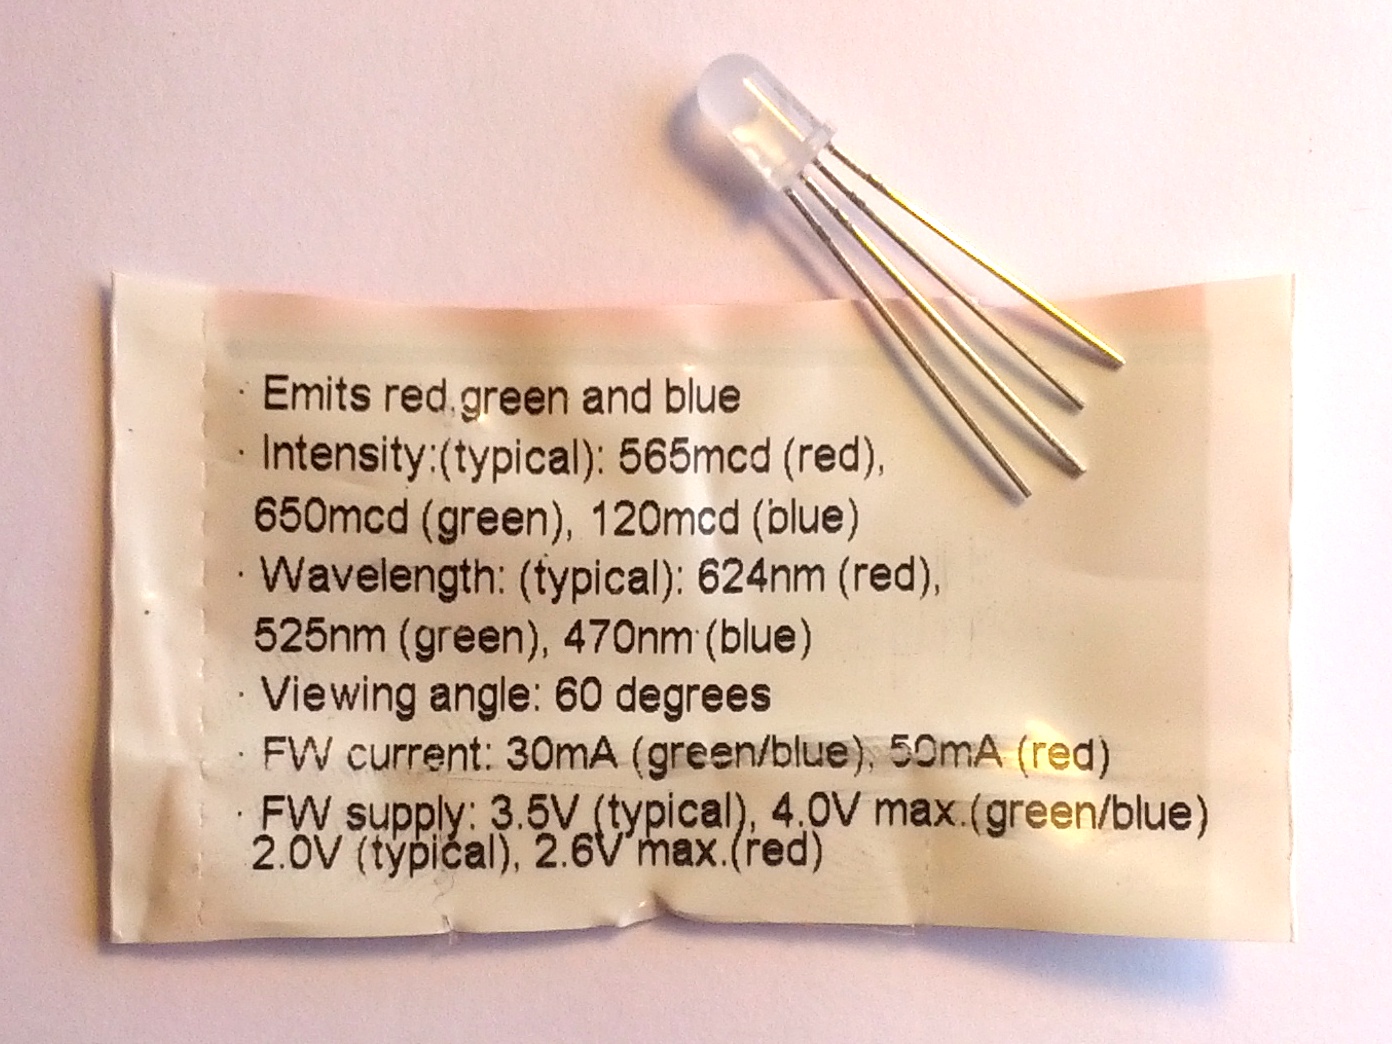 · Emits red,green and blue
· Intensity:(typical): 565mcd (red),
650mcd (green), 120mcd (blue)
· Wavelength: (typical): 624nm (red),
525nm (green), 470nm (blue)
· Viewing angle: 60 degrees
· FW current: 30mA (green/blue), 50mA (red)
· FW supply: 3.5V (typical), 4.0V max.(green/blue)
2.0V (typical), 2.6V max.(red)